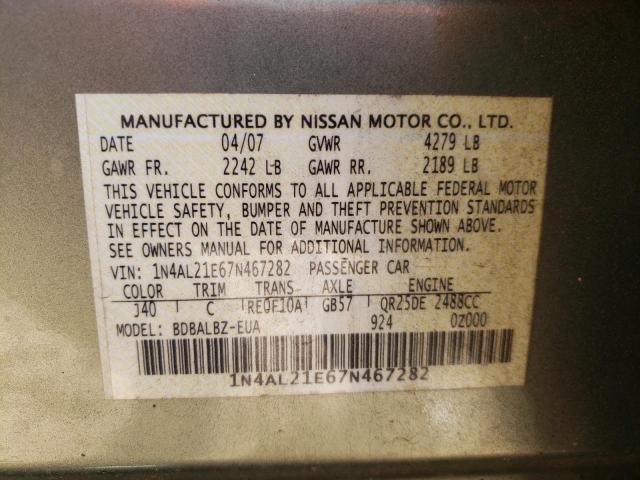 MANUFACTURED BY NISSAN MOTOR CO., LTD.
DATE 04/07 GVWR 4279 LB
GAWR FR. 2242 LB GAWR RR. 2189 LB
THIS VEHICLE CONFORMS TO ALL APPLICABLE FEDERAL MOTOR
VEHICLE SAFETY, BUMPER AND THEFT PREVENTION STANDARDS
IN EFFECT ON THE DATE OF MANUFACTURE SHOWN ABOVE.
SEE OWNERS MANUAL FOR ADDITIONAL INFORMATION.
VIN: 1N4AL21E67N467282 PASSENGER CAR
COLOR TRIM TRANS AXLE ENGINE
J40 C RE0F10A GB57 QR25DE 2488CC
MODEL: BDBALBZ-EUA 924 0Z000
1N4AL21E67N467282